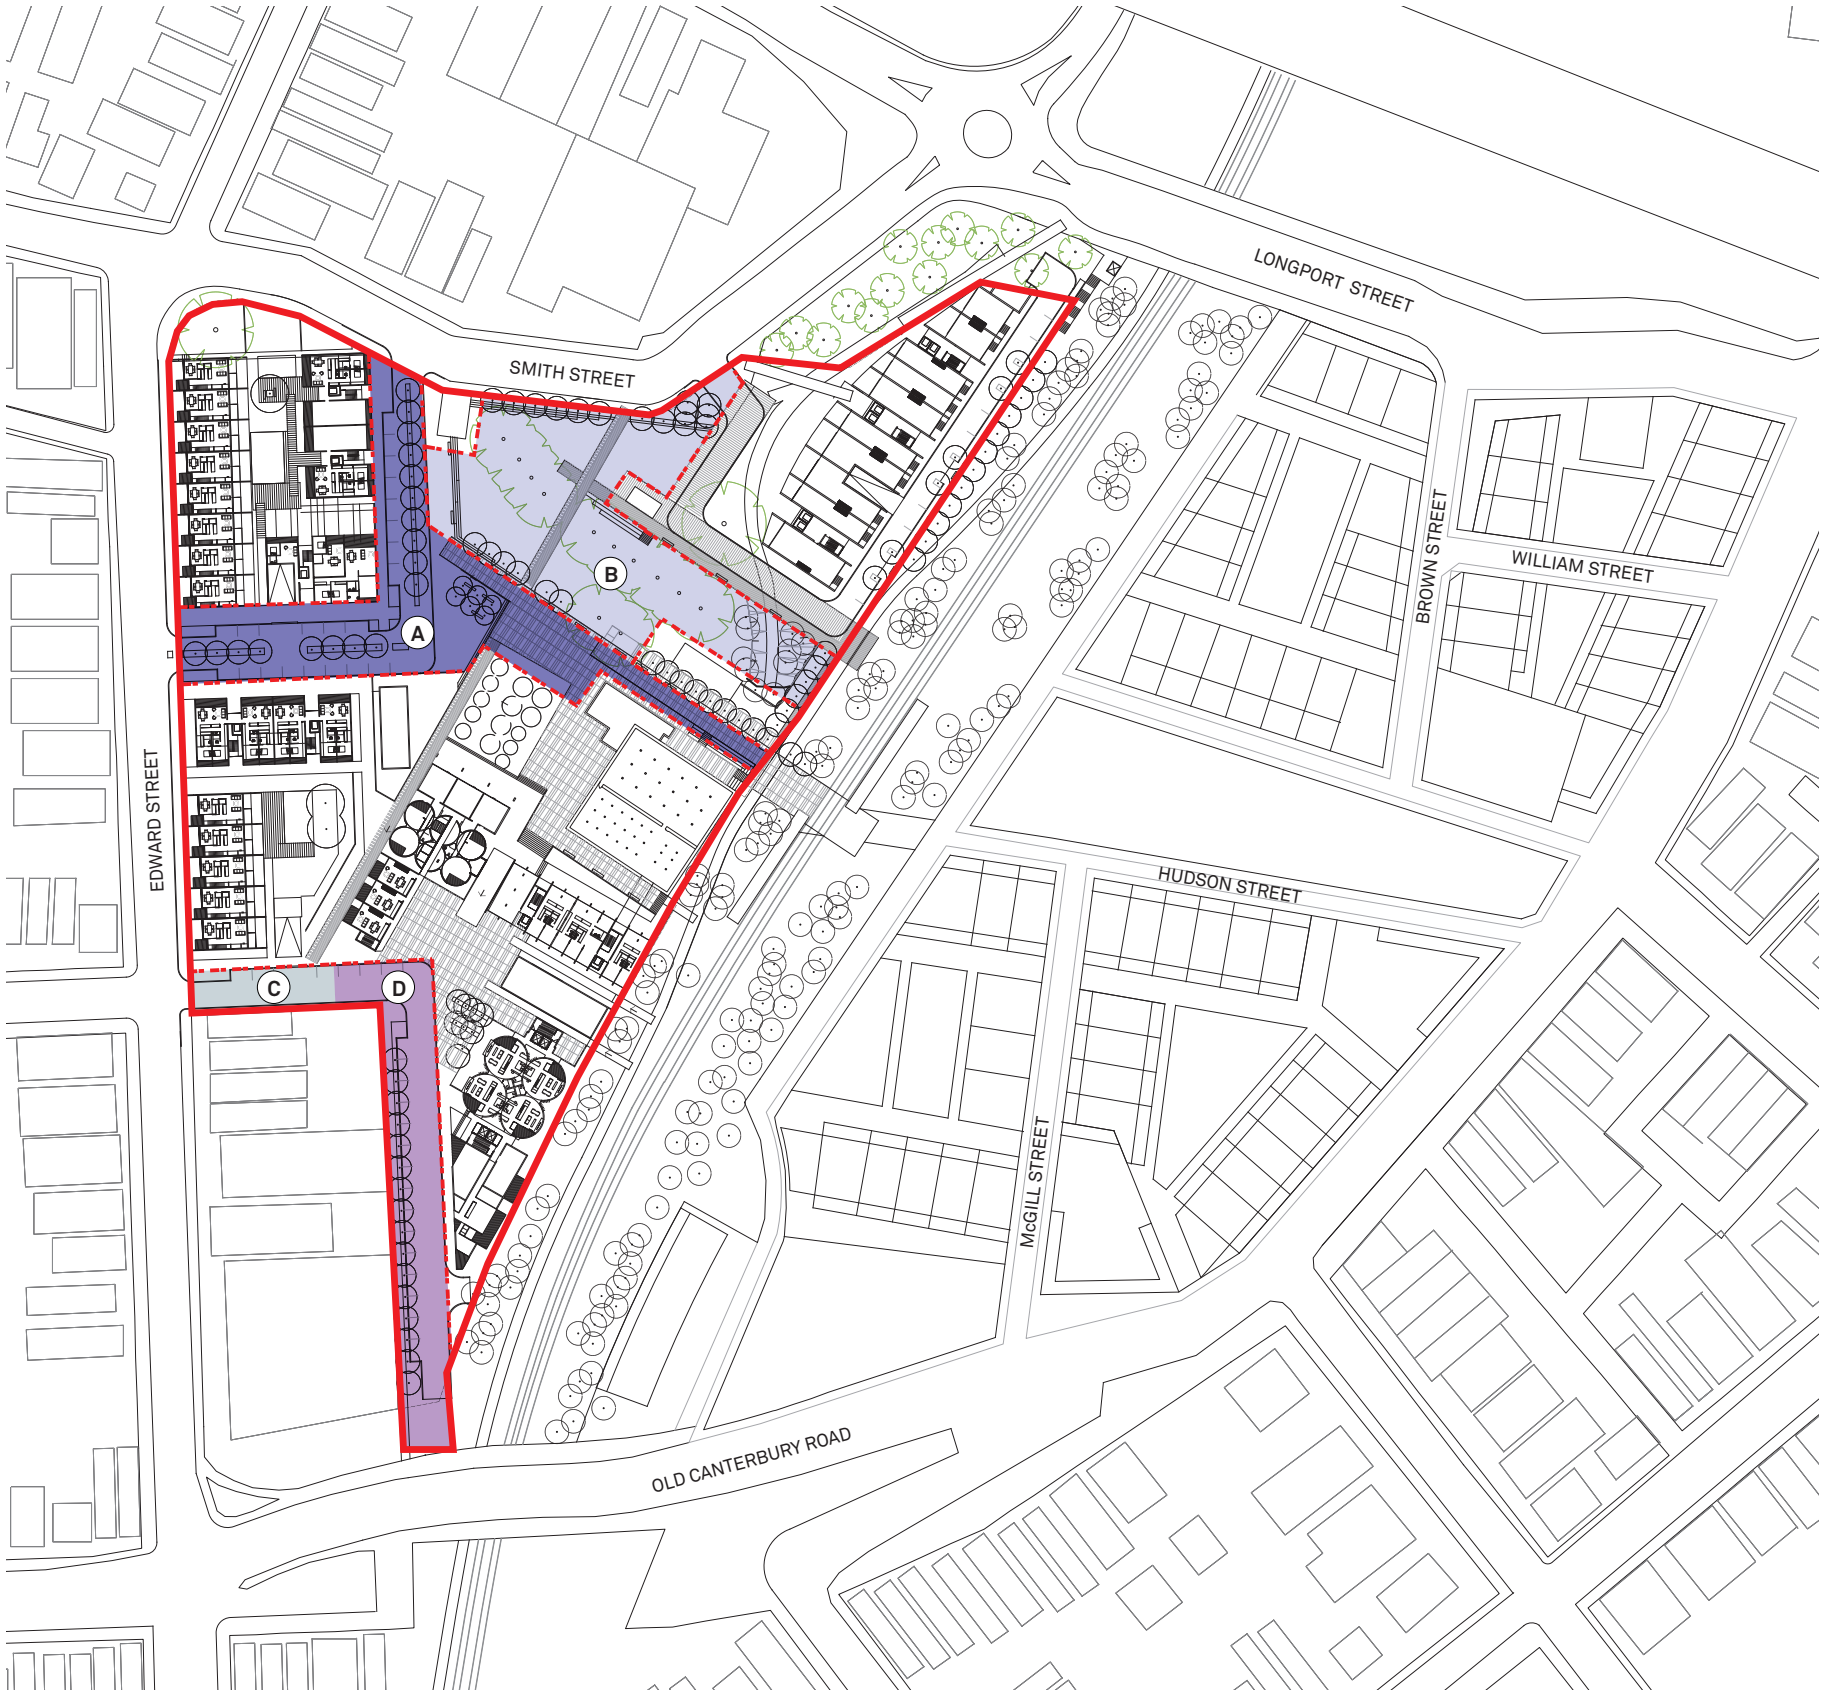 LONGPORT STREET
SMITH STREET
B
A
WILLIAM STREET
BROWN STREET
EDWARD STREET
HUDSON STREET
C
D
McGILL STREET
OLD CANTERBURY ROAD